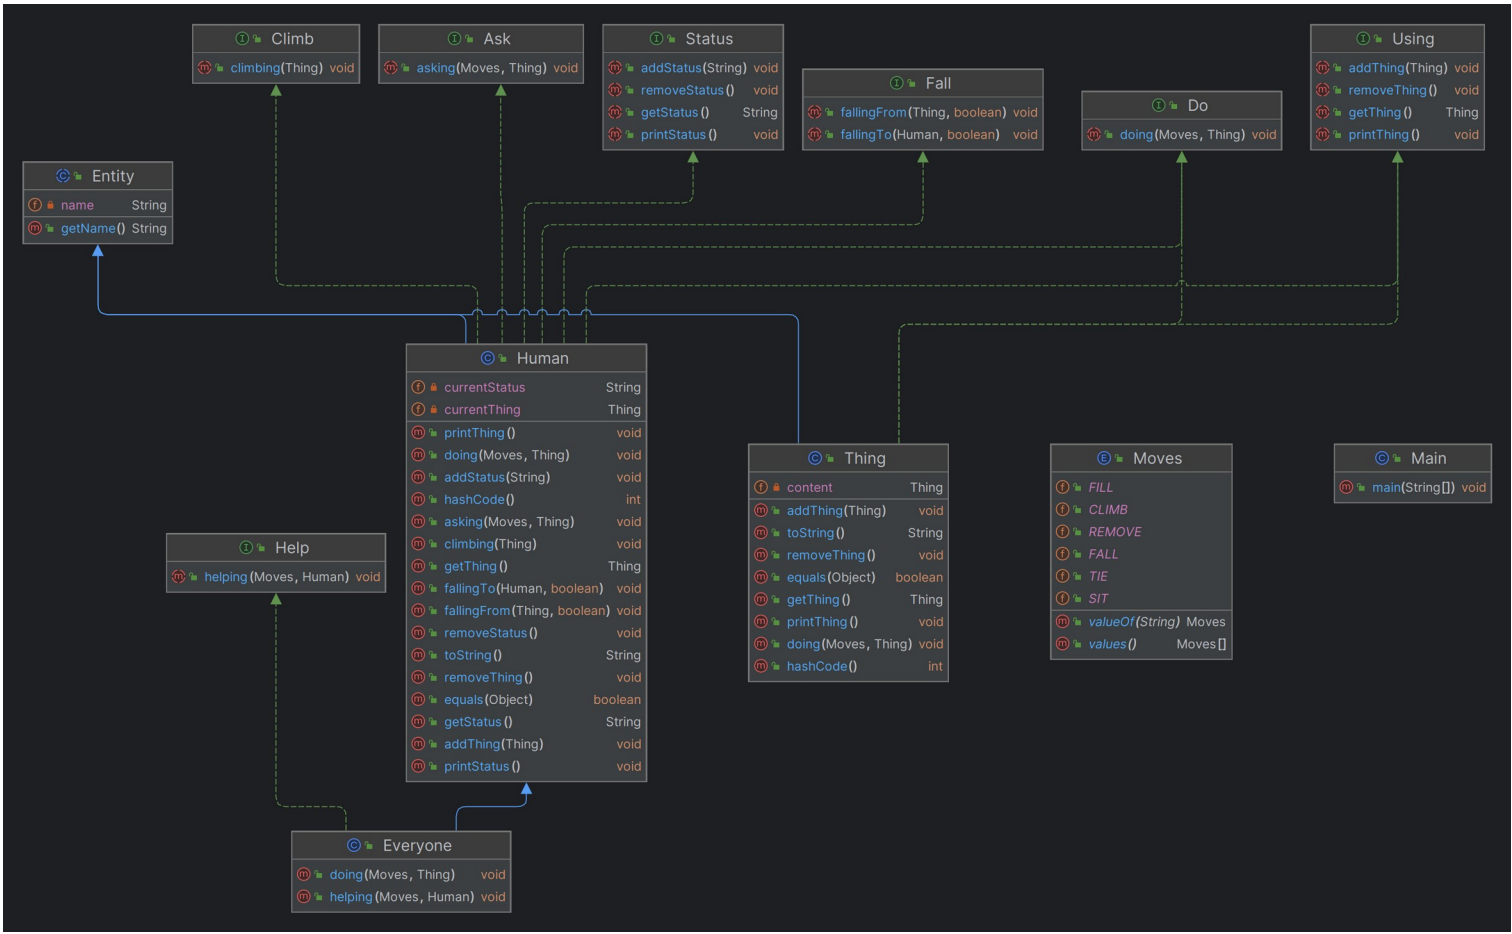 Climb
climbing(Thing) void
Ask
asking(Moves, Thing) void
Status
addStatus(String) void
removeStatus() void
getStatus() String
printStatus() void
Fall
fallingFrom(Thing, boolean) void
fallingTo(Human, boolean) void
Do
doing(Moves, Thing) void
Using
addThing(Thing) void
removeThing() void
getThing() Thing
printThing() void
Entity
name String
getName() String
Human
currentStatus String
currentThing Thing
printThing() void
doing(Moves, Thing) void
addStatus(String) void
hashCode() int
asking(Moves, Thing) void
climbing(Thing) void
getThing() Thing
fallingTo(Human, boolean) void
fallingFrom(Thing, boolean) void
removeStatus() void
toString() String
removeThing() void
equals(Object) boolean
getStatus() String
addThing(Thing) void
printStatus() void
Thing
content Thing
addThing(Thing) void
toString() String
removeThing() void
equals(Object) boolean
getThing() Thing
printThing() void
doing(Moves, Thing) void
hashCode() int
Moves
FILL
CLIMB
REMOVE
FALL
TIE
SIT
valueOf(String) Moves
values() Moves[]
Main
main(String[]) void
Help
helping(Moves, Human) void
Everyone
doing(Moves, Thing) void
helping(Moves, Human) void